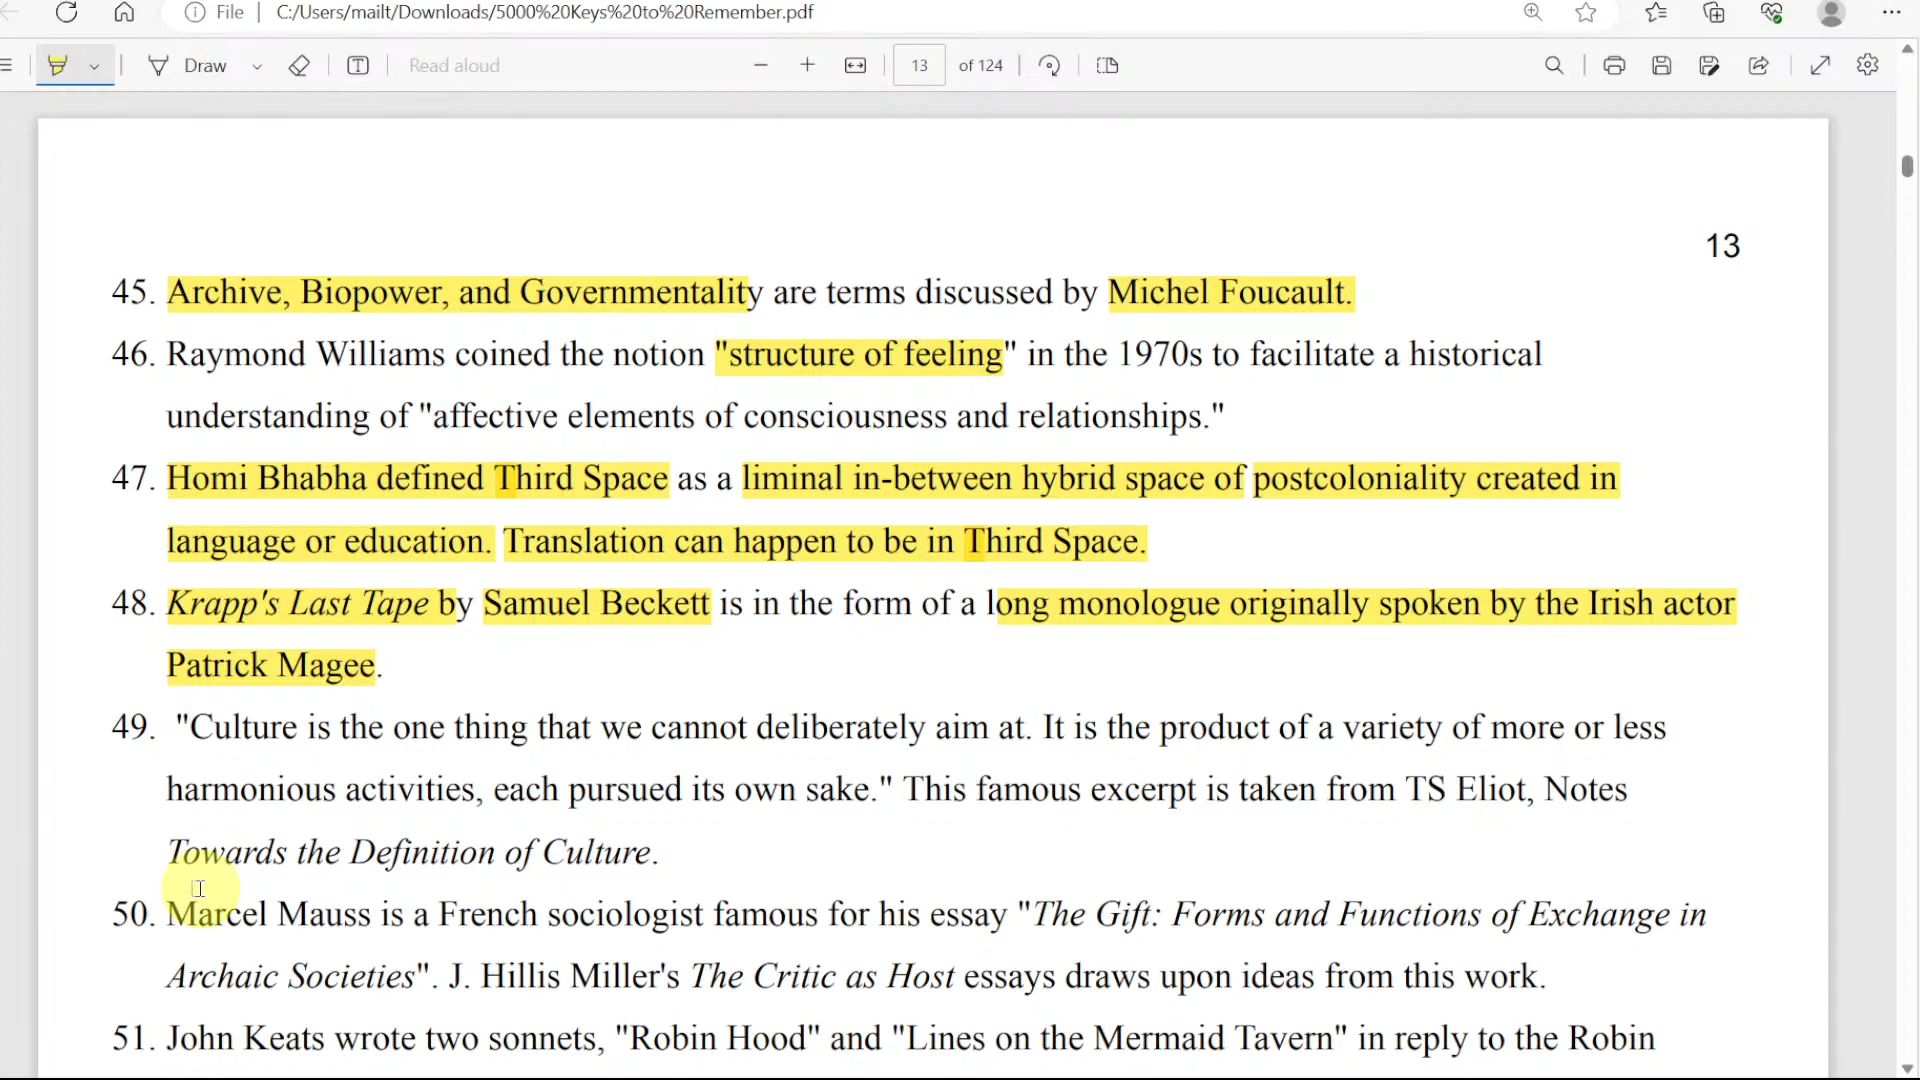 File C:/Users/mailt/Downloads/5000%20Keys%20to%20Remember.pdf
Draw Read aloud 13 of 124
13
45. Archive, Biopower, and Governmentality are terms discussed by Michel Foucault.
46. Raymond Williams coined the notion "structure of feeling" in the 1970s to facilitate a historical
understanding of "affective elements of consciousness and relationships."
47. Homi Bhabha defined Third Space as a liminal in-between hybrid space of postcoloniality created in
language or education. Translation can happen to be in Third Space.
48. Krapp's Last Tape by Samuel Beckett is in the form of a long monologue originally spoken by the Irish actor
Patrick Magee.
49. "Culture is the one thing that we cannot deliberately aim at. It is the product of a variety of more or less
harmonious activities, each pursued its own sake." This famous excerpt is taken from TS Eliot, Notes
Towards the Definition of Culture.
50. Marcel Mauss is a French sociologist famous for his essay "The Gift: Forms and Functions of Exchange in
Archaic Societies". J. Hillis Miller's The Critic as Host essays draws upon ideas from this work.
51. John Keats wrote two sonnets, "Robin Hood" and "Lines on the Mermaid Tavern" in reply to the Robin